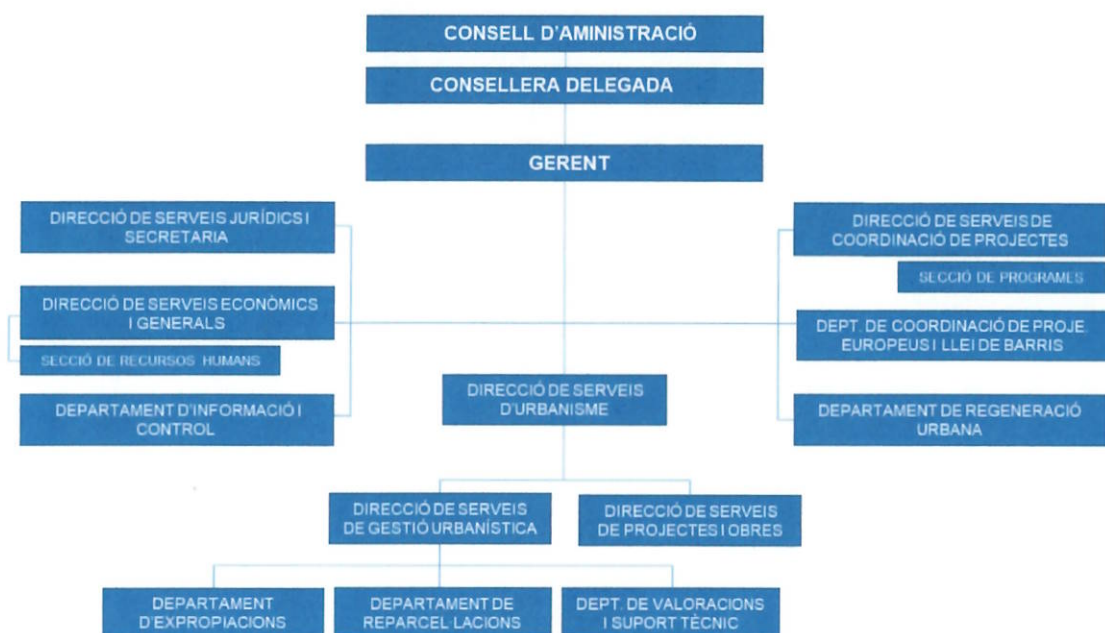 CONSELL D'AMINISTRACIÓ
CONSELLERA DELEGADA
GERENT
DIRECCIÓ DE SERVEIS JURÍDICS I
SECRETARIA
DIRECCIÓ DE SERVEIS DE
COORDINACIÓ DE PROJECTES
SECCIÓ DE PROGRAMES
DIRECCIÓ DE SERVEIS ECONÒMICS
I GENERALS
SECCIÓ DE RECURSOS HUMANS
DEPT. DE COORDINACIÓ DE PROJE.
EUROPEUS I LLEI DE BARRIS
DIRECCIÓ DE SERVEIS
D'URBANISME
DEPARTAMENT D'INFORMACIÓ I
CONTROL
DEPARTAMENT DE REGENERACIÓ
URBANA
DIRECCIÓ DE SERVEIS
DE GESTIÓ URBANÍSTICA
DIRECCIÓ DE SERVEIS
DE PROJECTES I OBRES
DEPARTAMENT
D'EXPROPIACIONS
DEPARTAMENT DE
REPARCEL·LACIONS
DEPT. DE VALORACIONS
I SUPORT TÈCNIC